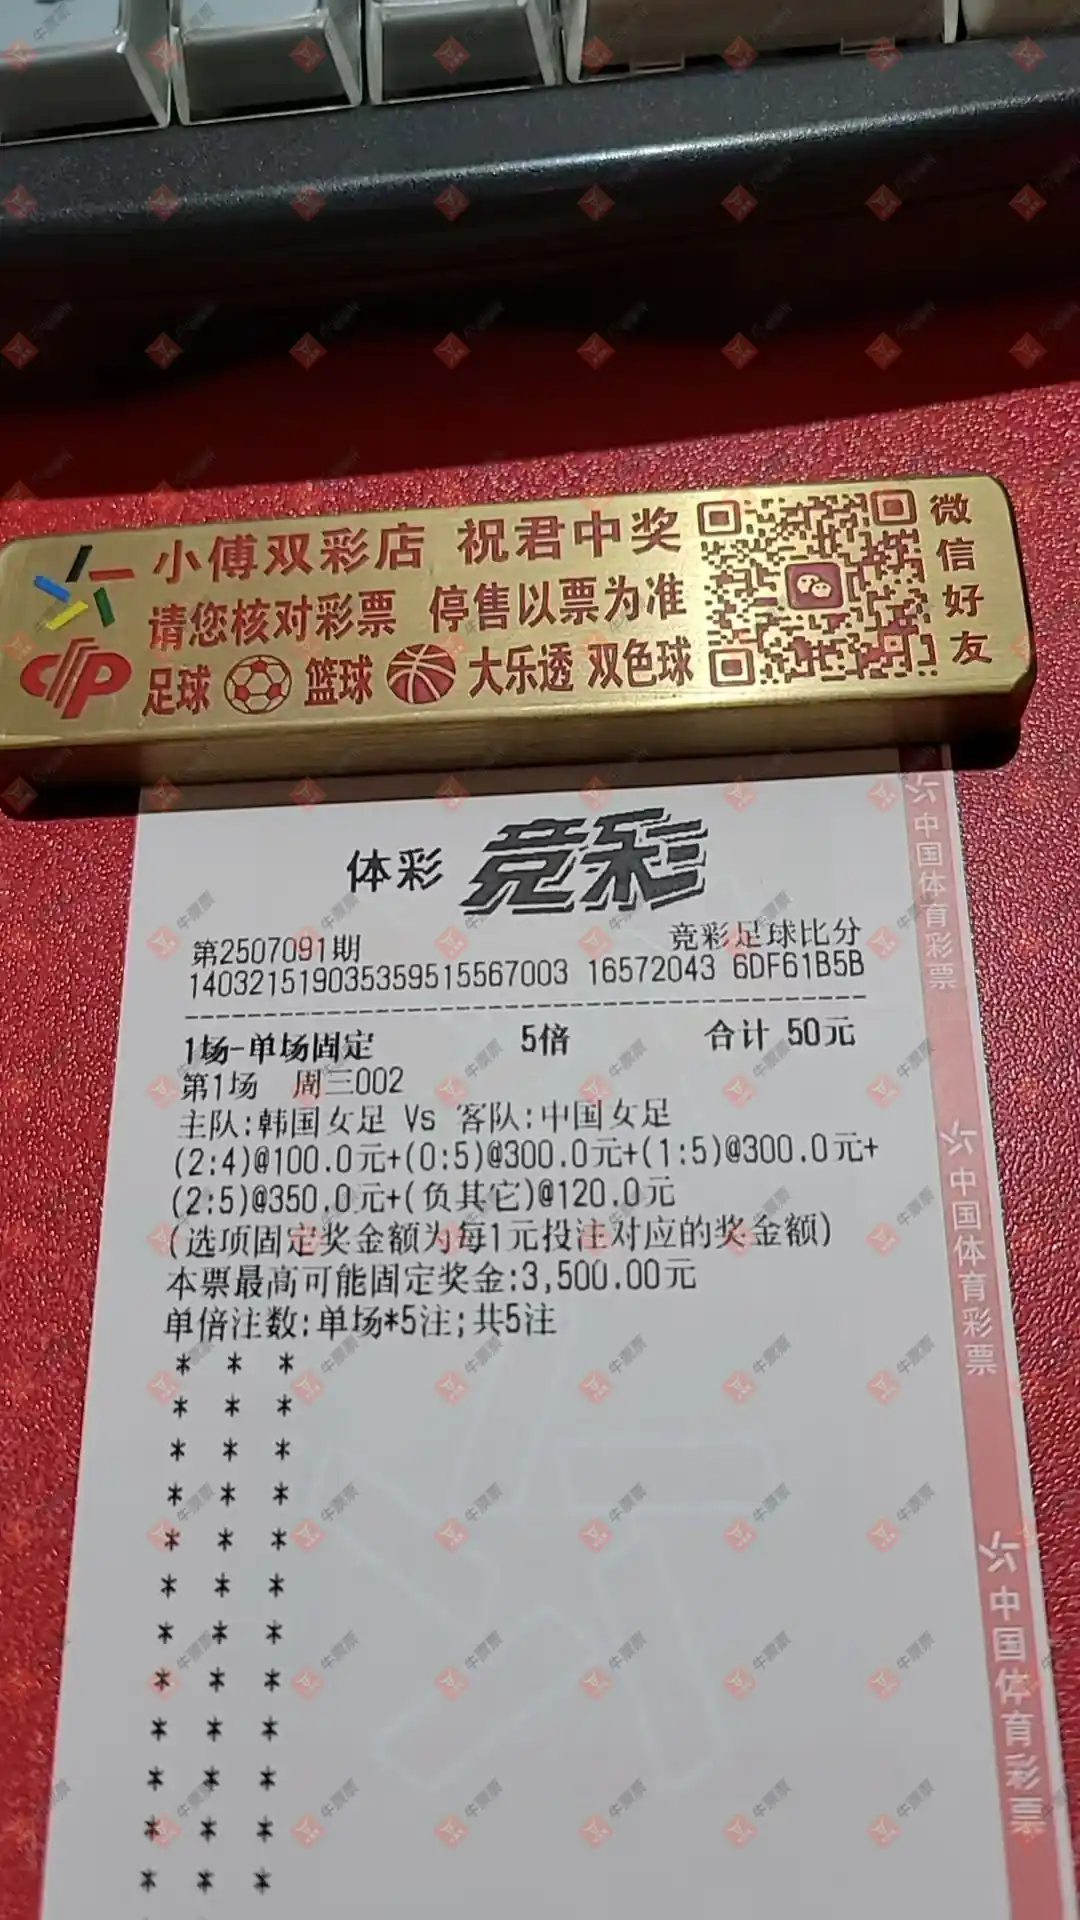 小傅双彩店 祝君中奖
请您核对彩票 停售以票为准
足球 篮球 大乐透 双色球
微信好友
体彩 竞彩
第2507091期 竞彩足球比分
140321519035359515567003 16572043 6DF61B5B
1场-单场固定 5倍 合计 50元
第1场 周三002
主队:韩国女足 Vs 客队:中国女足
(2:4)@100.0元+(0:5)@300.0元+(1:5)@300.0元+
(2:5)@350.0元+(负其它)@120.0元
(选项固定奖金额为每1元投注对应的奖金额)
本票最高可能固定奖金:3,500.00元
单倍注数:单场*5注;共5注
* * *
* * *
* * *
* * *
* * *
* * *
* * *
* * *
* * *
* * *
* * *
* * *
中国体育彩票
中国体育彩票
中国体育彩票
牛票票